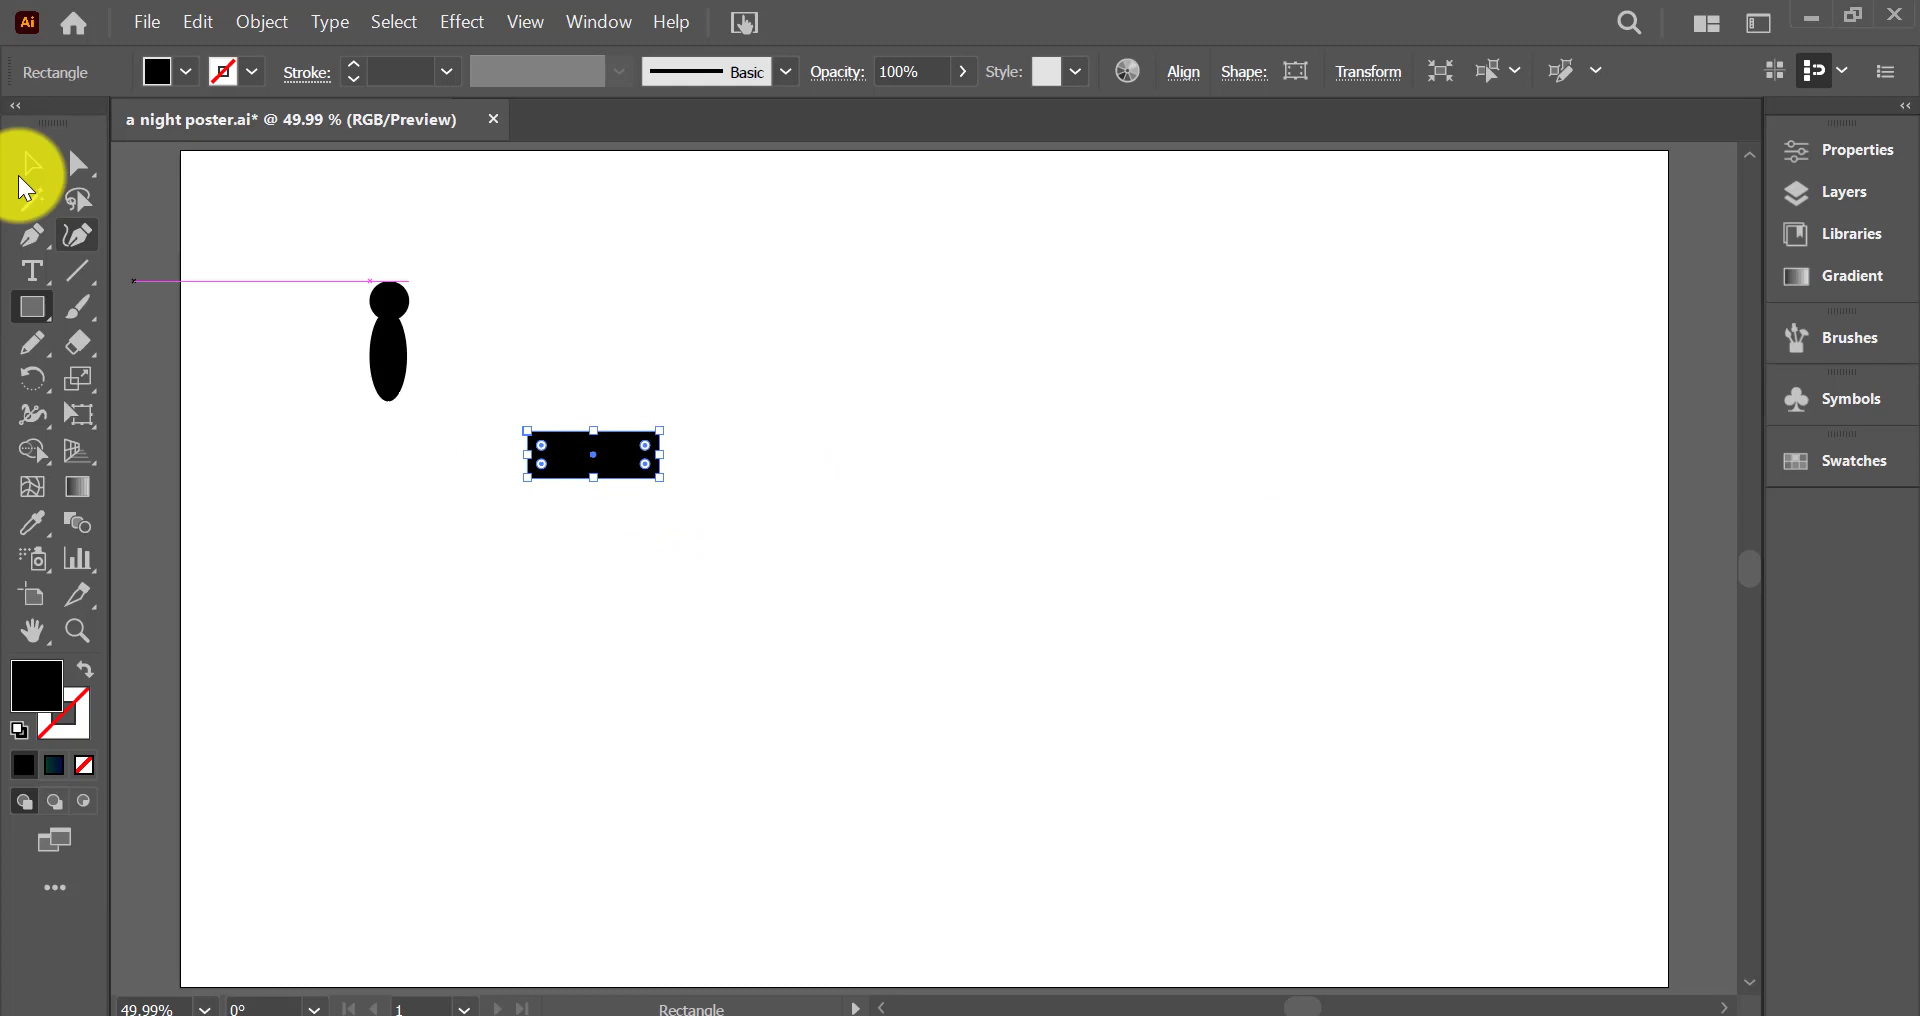 Ai File Edit Object Type Select Effect View Window Help
Rectangle Stroke: Basic Opacity: 100% Style: Align Shape: Transform
a night poster.ai* @ 49.99 % (RGB/Preview)
Properties
Layers
Libraries
Gradient
Brushes
Symbols
Swatches
49.99% 0° 1 Rectangle